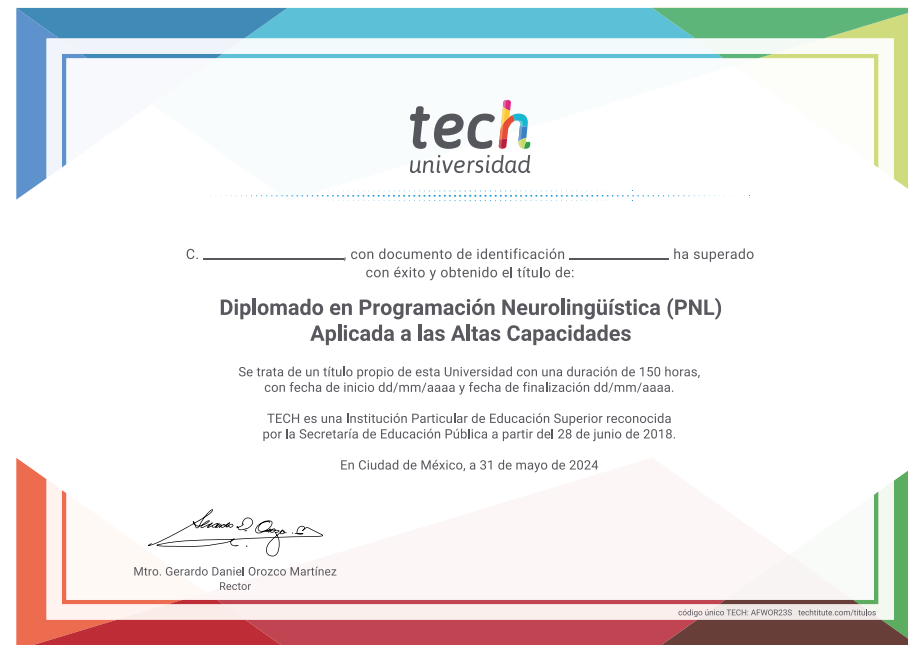 tech
universidad
C. ____________, con documento de identificación ____________ ha superado
con éxito y obtenido el título de:
Diplomado en Programación Neurolingüística (PNL)
Aplicada a las Altas Capacidades
Se trata de un título propio de esta Universidad con una duración de 150 horas,
con fecha de inicio dd/mm/aaaa y fecha de finalización dd/mm/aaaa.
TECH es una Institución Particular de Educación Superior reconocida
por la Secretaría de Educación Pública a partir del 28 de junio de 2018.
En Ciudad de México, a 31 de mayo de 2024
Mtro. Gerardo Daniel Orozco Martínez
Rector
código único TECH: AFWOR23S techtitute.com/titulos